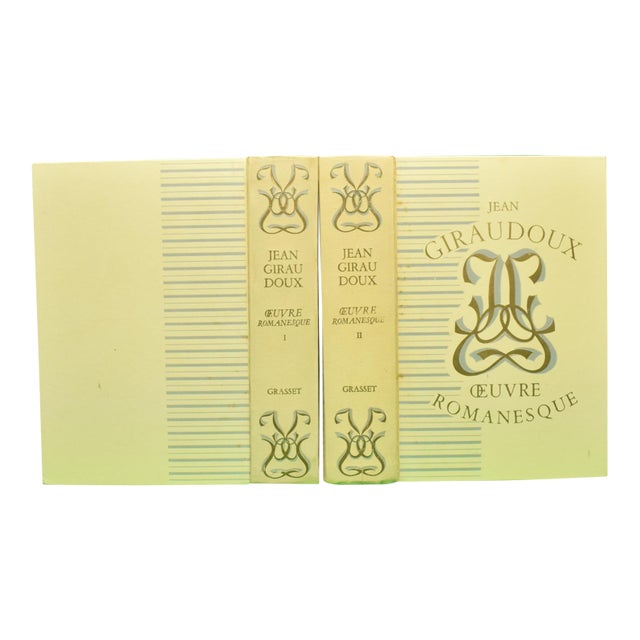 JEAN
GIRAU
DOUX
ŒUVRE
ROMANESQUE
I
GRASSET
JEAN
GIRAU
DOUX
ŒUVRE
ROMANESQUE
II
GRASSET
JEAN
GIRAUDOUX
ŒUVRE
ROMANESQUE